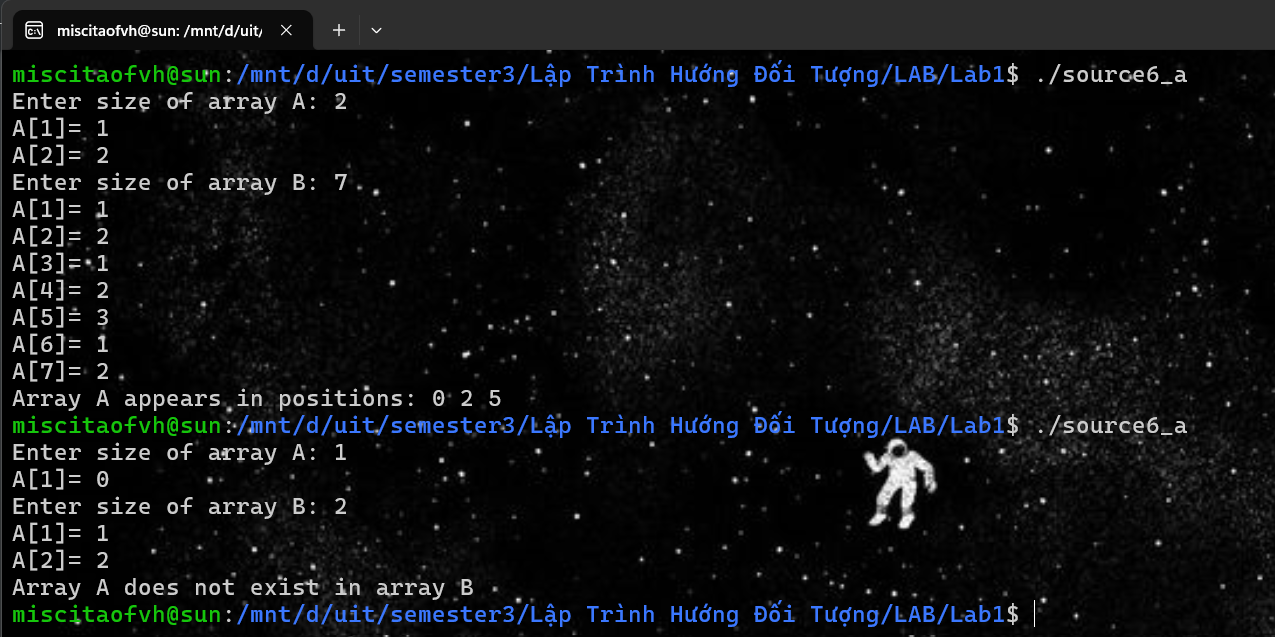 miscitaofvh@sun: /mnt/d/uit/
miscitaofvh@sun:/mnt/d/uit/semester3/Lập Trình Hướng Đối Tượng/LAB/Lab1$ ./source6_a
Enter size of array A: 2
A[1]= 1
A[2]= 2
Enter size of array B: 7
A[1]= 1
A[2]= 2
A[3]= 1
A[4]= 2
A[5]= 3
A[6]= 1
A[7]= 2
Array A appears in positions: 0 2 5
miscitaofvh@sun:/mnt/d/uit/semester3/Lập Trình Hướng Đối Tượng/LAB/Lab1$ ./source6_a
Enter size of array A: 1
A[1]= 0
Enter size of array B: 2
A[1]= 1
A[2]= 2
Array A does not exist in array B
miscitaofvh@sun:/mnt/d/uit/semester3/Lập Trình Hướng Đối Tượng/LAB/Lab1$